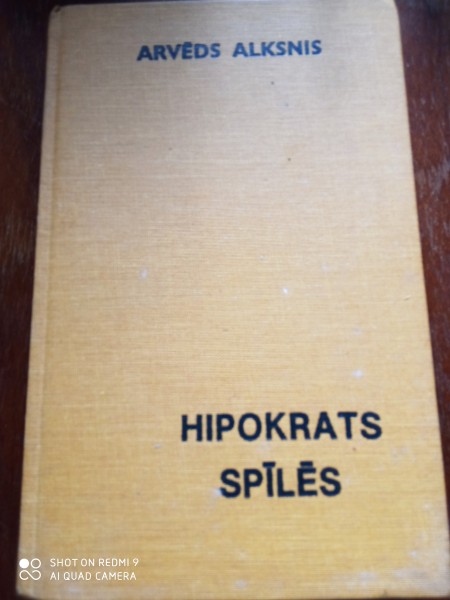 ARVĒDS ALKSNIS
HIPOKRATS
SPĪLĒS
SHOT ON REDMI 9
AI QUAD CAMERA